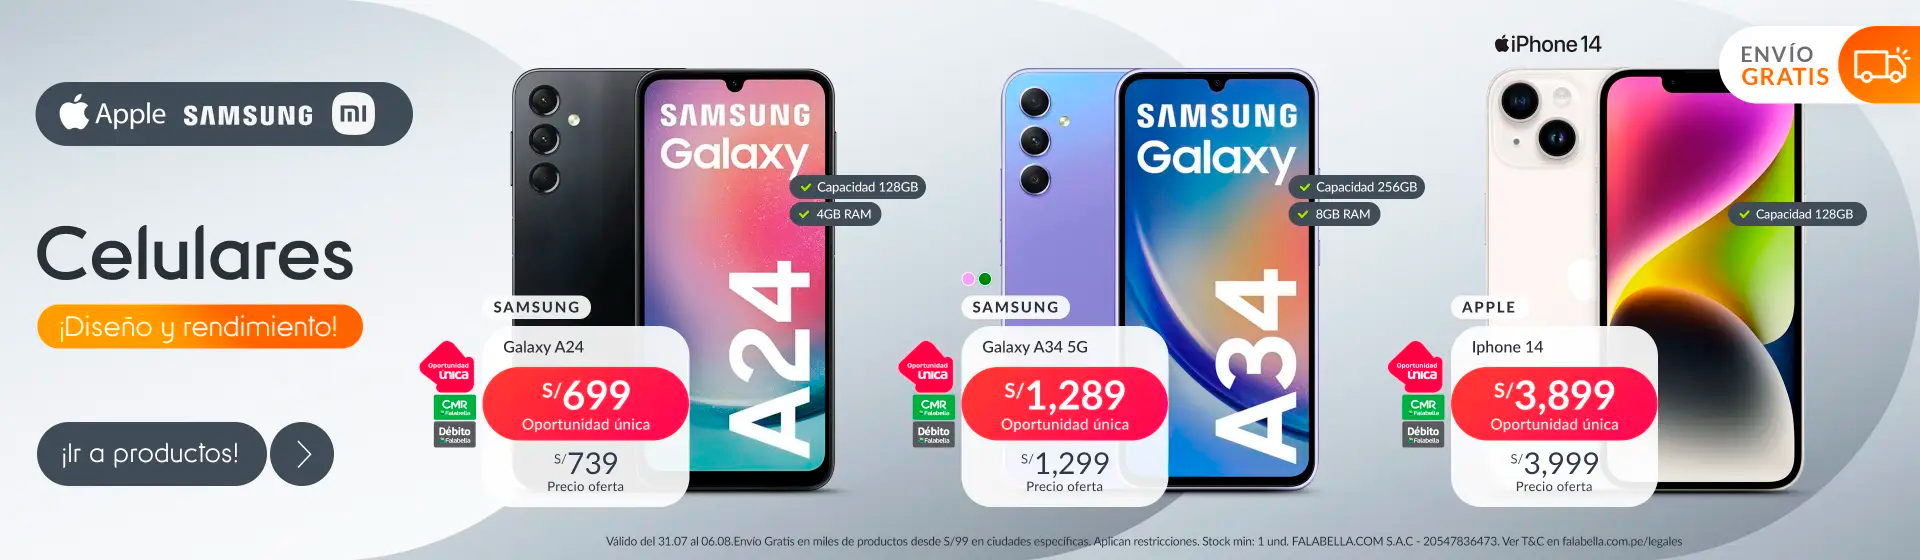 Apple SAMSUNG mi
Celulares
¡Diseño y rendimiento!
¡Ir a productos!
SAMSUNG
Galaxy
A24
Capacidad 128GB
4GB RAM
SAMSUNG
Galaxy A24
Oportunidad
única
CMR
Falabella
Débito
Falabella
S/699
Oportunidad única
S/739
Precio oferta
SAMSUNG
Galaxy
A34
Capacidad 256GB
8GB RAM
SAMSUNG
Galaxy A34 5G
Oportunidad
única
CMR
Falabella
Débito
Falabella
S/1,289
Oportunidad única
S/1,299
Precio oferta
iPhone 14
ENVÍO
GRATIS
Capacidad 128GB
APPLE
Iphone 14
Oportunidad
única
CMR
Falabella
Débito
Falabella
S/3,899
Oportunidad única
S/3,999
Precio oferta
Válido del 31.07 al 06.08.Envío Gratis en miles de productos desde S/99 en ciudades específicas. Aplican restricciones. Stock min: 1 und. FALABELLA.COM S.A.C - 20547836473. Ver T&C en falabella.com.pe/legales